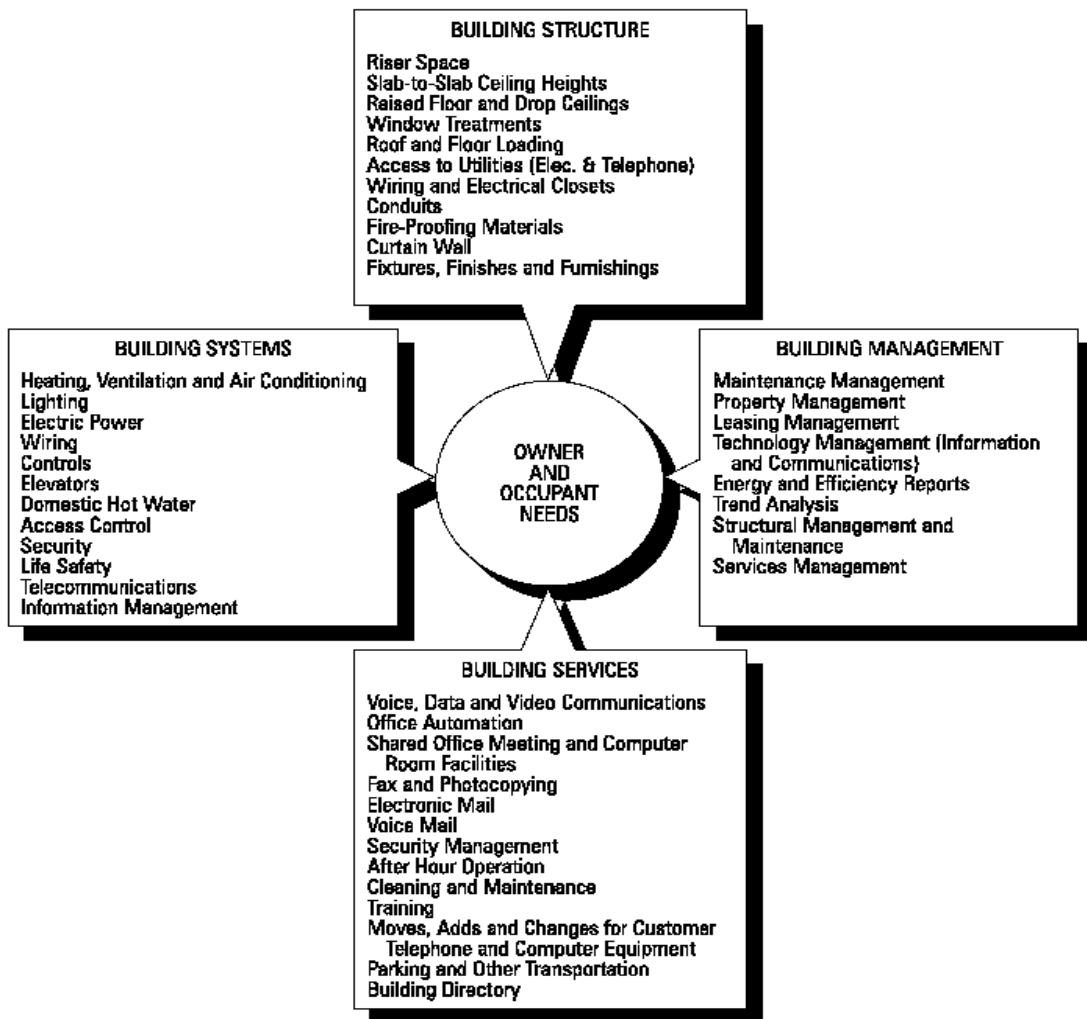 BUILDING STRUCTURE
Riser Space
Slab-to-Slab Ceiling Heights
Raised Floor and Drop Ceilings
Window Treatments
Roof and Floor Loading
Access to Utilities (Elec. & Telephone)
Wiring and Electrical Closets
Conduits
Fire-Proofing Materials
Curtain Wall
Fixtures, Finishes and Furnishings
BUILDING SYSTEMS
Heating, Ventilation and Air Conditioning
Lighting
Electric Power
Wiring
Controls
Elevators
Domestic Hot Water
Access Control
Security
Life Safety
Telecommunications
Information Management
OWNER
AND
OCCUPANT
NEEDS
BUILDING MANAGEMENT
Maintenance Management
Property Management
Leasing Management
Technology Management (Information
and Communications)
Energy and Efficiency Reports
Trend Analysis
Structural Management and
Maintenance
Services Management
BUILDING SERVICES
Voice, Data and Video Communications
Office Automation
Shared Office Meeting and Computer
Room Facilities
Fax and Photocopying
Electronic Mail
Voice Mail
Security Management
After Hour Operation
Cleaning and Maintenance
Training
Moves, Adds and Changes for Customer
Telephone and Computer Equipment
Parking and Other Transportation
Building Directory